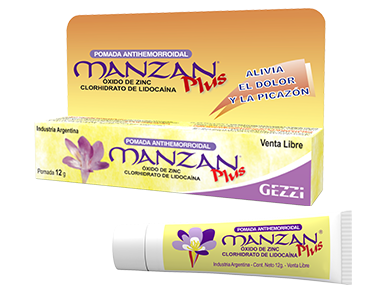 POMADA ANTIHEMORROIDAL
MANZAN®
Plus
ÓXIDO DE ZINC
CLORHIDRATO DE LIDOCAÍNA
ALIVIA
EL DOLOR
Y LA PICAZÓN
Industria Argentina
POMADA ANTIHEMORROIDAL
Venta Libre
MANZAN®
Plus
ÓXIDO DE ZINC
CLORHIDRATO DE LIDOCAÍNA
Pomada 12 g
GEZZI
POMADA ANTIHEMORROIDAL
MANZAN®
Plus
ÓXIDO DE ZINC
CLORHIDRATO DE LIDOCAÍNA
Industria Argentina - Cont. Neto 12g - Venta Libre